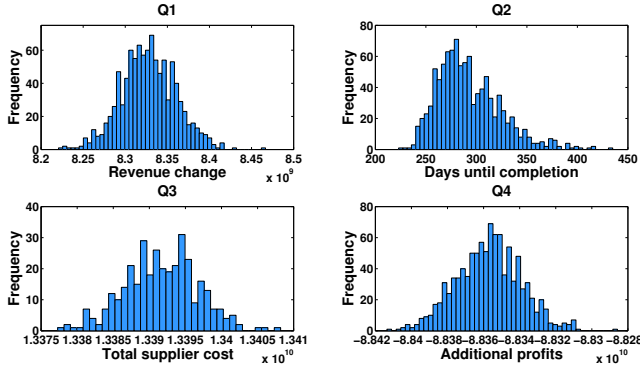 Q1
Frequency
60
40
20
0
8.2 8.25 8.3 8.35 8.4 8.45 8.5
x 10^9
Revenue change
Q2
Frequency
80
60
40
20
0
200 250 300 350 400 450
Days until completion
Q3
Frequency
40
30
20
10
0
1.3375 1.338 1.3385 1.339 1.3395 1.34 1.3405 1.341
x 10^10
Total supplier cost
Q4
Frequency
80
60
40
20
0
−8.842 −8.84 −8.838 −8.836 −8.834 −8.832 −8.83 −8.828
x 10^10
Additional profits